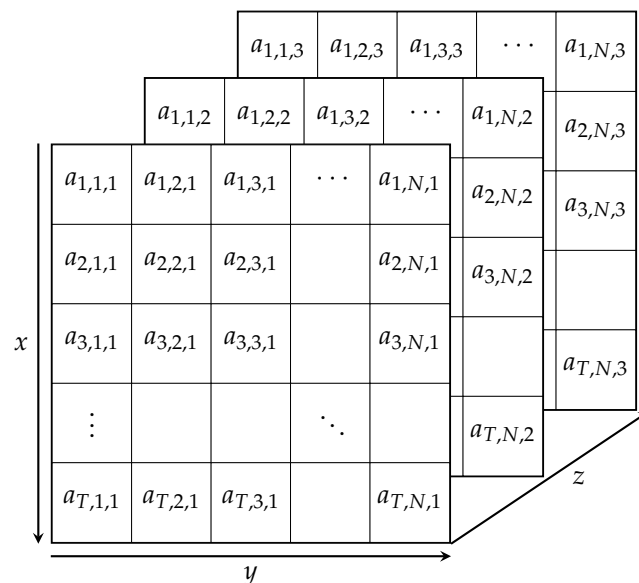 a1,1,3 a1,2,3 a1,3,3 ⋯ a1,N,3
a1,1,2 a1,2,2 a1,3,2 ⋯ a1,N,2
a2,N,3
a1,1,1 a1,2,1 a1,3,1 ⋯ a1,N,1
a2,N,2
a3,N,3
a2,1,1 a2,2,1 a2,3,1 a2,N,1
a3,N,2
x
a3,1,1 a3,2,1 a3,3,1 a3,N,1
aT,N,3
⋮ ⋱
aT,N,2
z
aT,1,1 aT,2,1 aT,3,1 aT,N,1
y